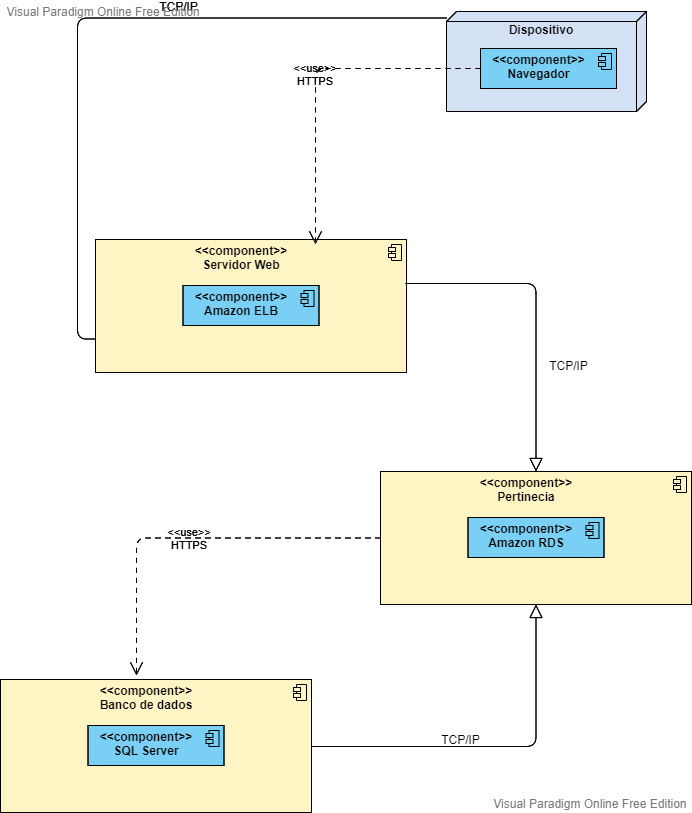 TCP/IP
Visual Paradigm Online Free Edition
Dispositivo
<<component>>
Navegador
<<use>>
HTTPS
<<component>>
Servidor Web
<<component>>
Amazon ELB
TCP/IP
<<component>>
Pertinecia
<<component>>
Amazon RDS
<<use>>
HTTPS
<<component>>
Banco de dados
<<component>>
SQL Server
TCP/IP
Visual Paradigm Online Free Edition